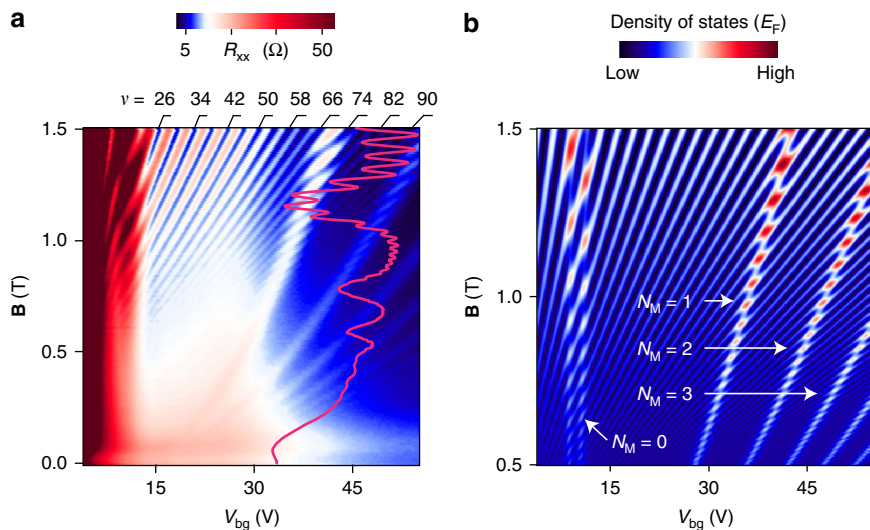 a
5 R_xx (Ω) 50
ν = 26 34 42 50 58 66 74 82 90
1.5
1.0
0.5
0.0
B (T)
15 30 45
V_bg (V)
b
Density of states (E_F)
Low High
1.5
1.0
0.5
B (T)
N_M = 1
N_M = 2
N_M = 3
N_M = 0
15 30 45
V_bg (V)